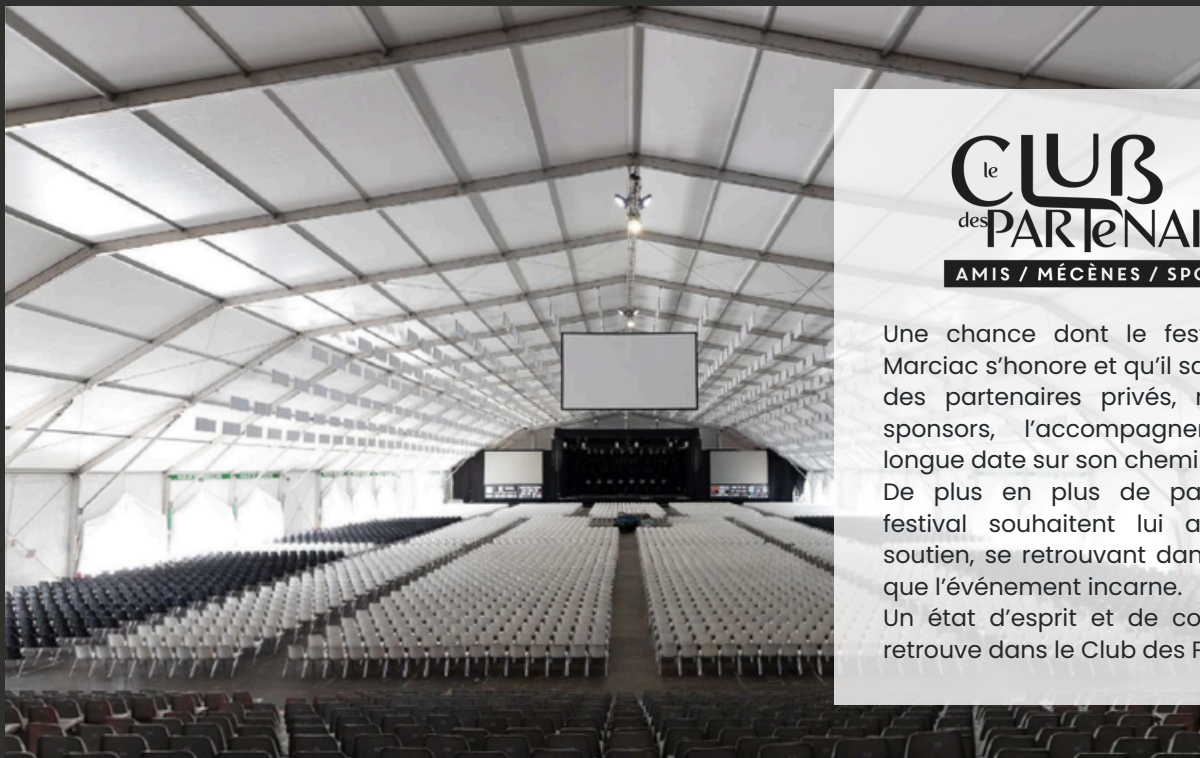 le CLUB
des PARTENAI
AMIS / MÉCÈNES / SPO
Une chance dont le fes
Marciac s’honore et qu’il sa
des partenaires privés, m
sponsors, l’accompagner
longue date sur son chemi
De plus en plus de pa
festival souhaitent lui a
soutien, se retrouvant dan
que l’événement incarne.
Un état d’esprit et de co
retrouve dans le Club des P